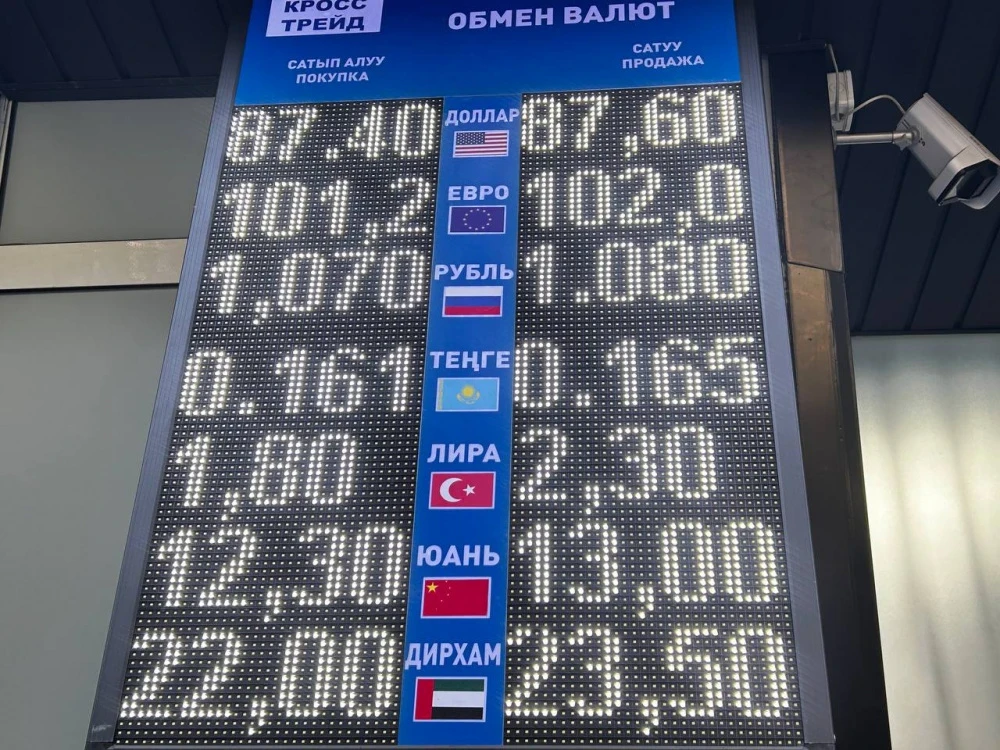 КРОСС
ТРЕЙД
ОБМЕН ВАЛЮТ
САТЫП АЛУУ
ПОКУПКА
САТУУ
ПРОДАЖА
87.40 ДОЛЛАР 87,60
101,2 ЕВРО 102,0
1,070 РУБЛЬ 1.080
0.161 ТЕҢГЕ 0.165
1,80 ЛИРА 2,30
12,30 ЮАНЬ 13,00
22,00 ДИРХАМ 23,50